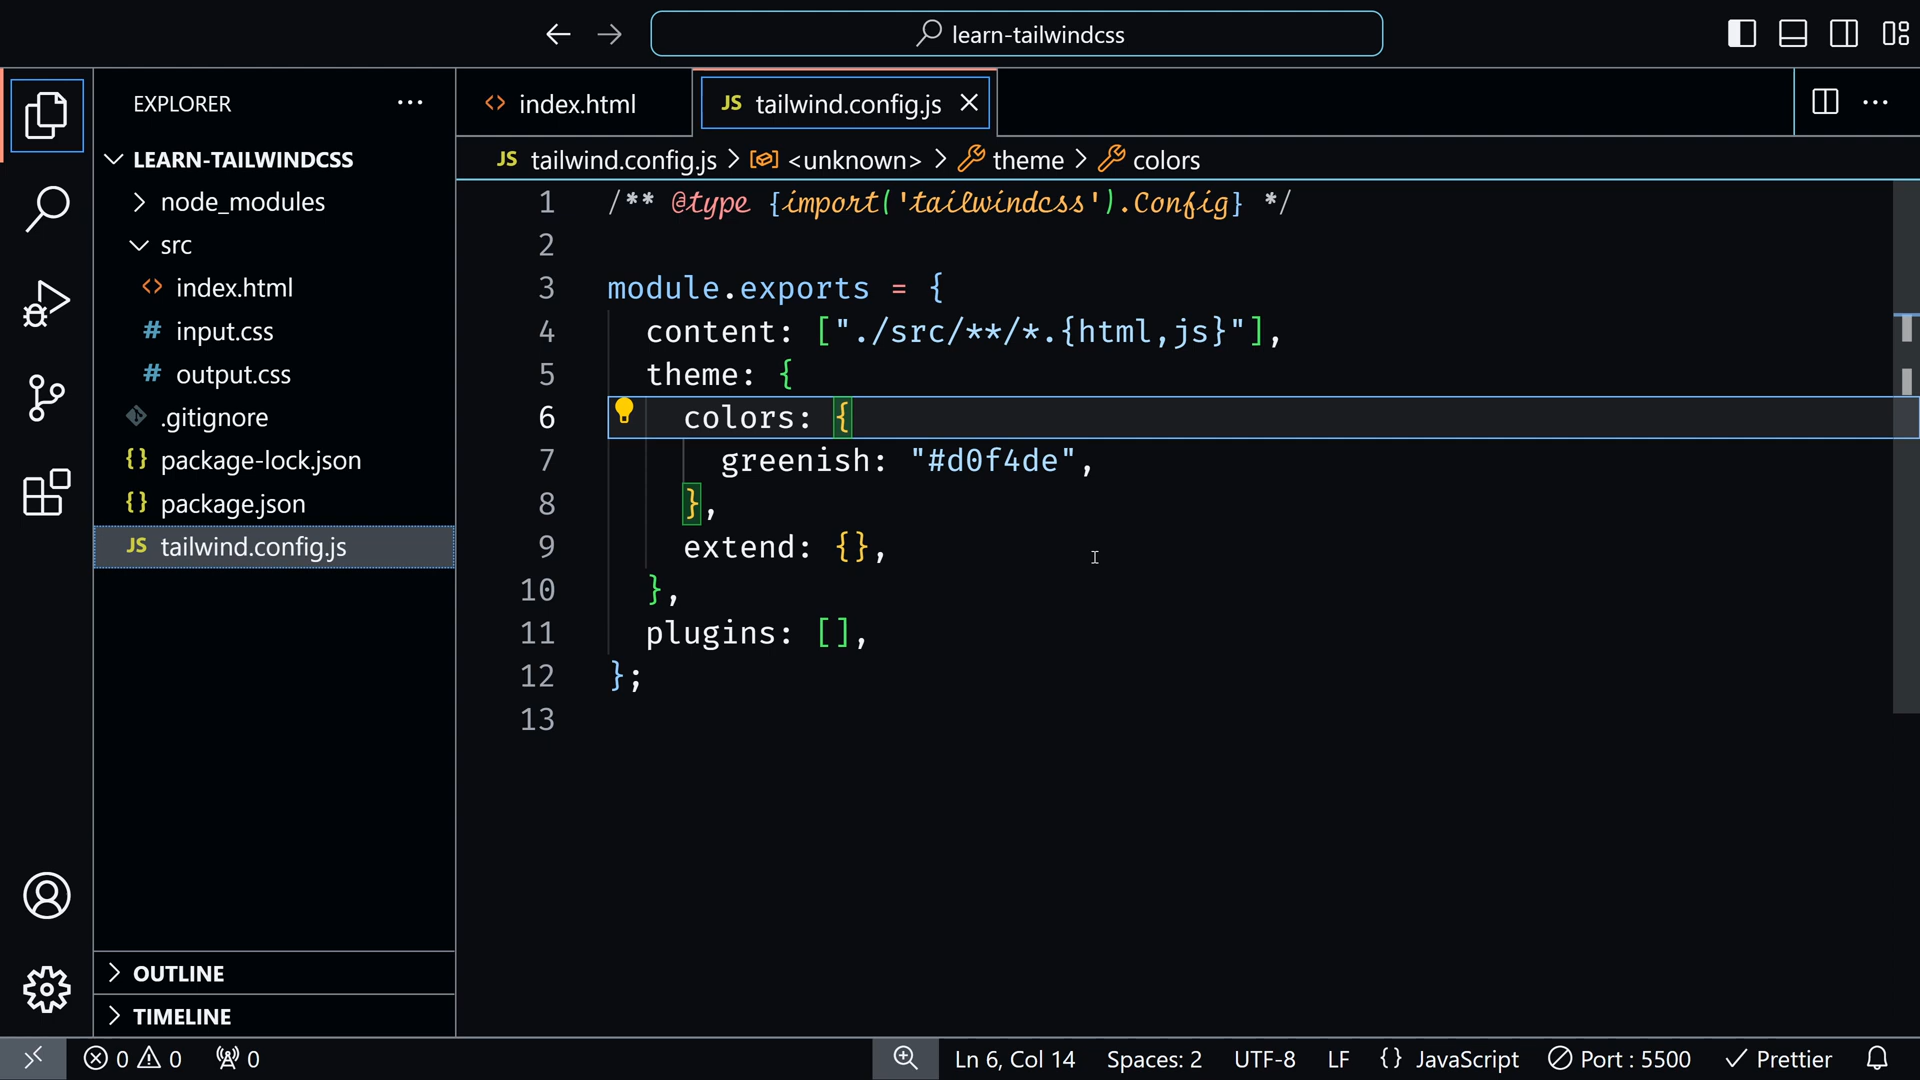 learn-tailwindcss
EXPLORER
LEARN-TAILWINDCSS
node_modules
src
<> index.html
# input.css
# output.css
.gitignore
{} package-lock.json
{} package.json
JS tailwind.config.js
OUTLINE
TIMELINE
<> index.html
JS tailwind.config.js
JS tailwind.config.js > <unknown> > theme > colors
1 /** @type {import('tailwindcss').Config} */
2
3 module.exports = {
4 content: ["./src/**/*.{html,js}"],
5 theme: {
6 colors: {
7 greenish: "#d0f4de",
8 },
9 extend: {},
10 },
11 plugins: [],
12 };
13
0 0 0 Ln 6, Col 14 Spaces: 2 UTF-8 LF {} JavaScript Port : 5500 Prettier